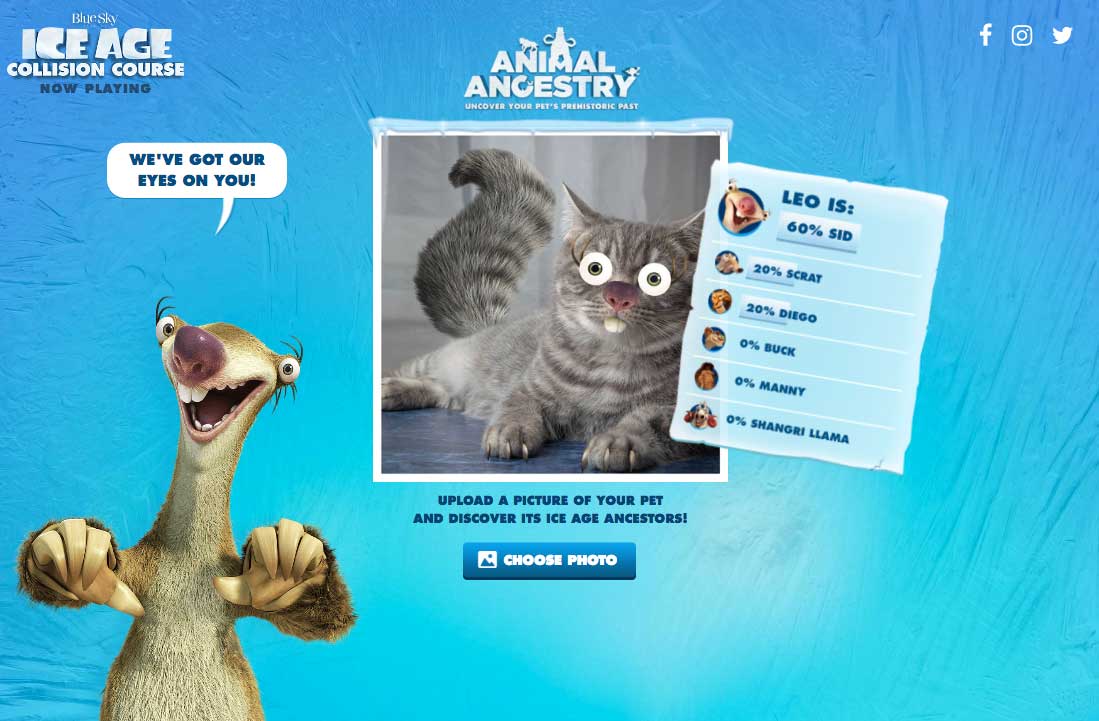 Blue Sky
ICE AGE
COLLISION COURSE
NOW PLAYING
ANIMAL
ANCESTRY
UNCOVER YOUR PET'S PREHISTORIC PAST
WE'VE GOT OUR
EYES ON YOU!
LEO IS:
60% SID
20% SCRAT
20% DIEGO
0% BUCK
0% MANNY
0% SHANGRI LLAMA
UPLOAD A PICTURE OF YOUR PET
AND DISCOVER ITS ICE AGE ANCESTORS!
CHOOSE PHOTO